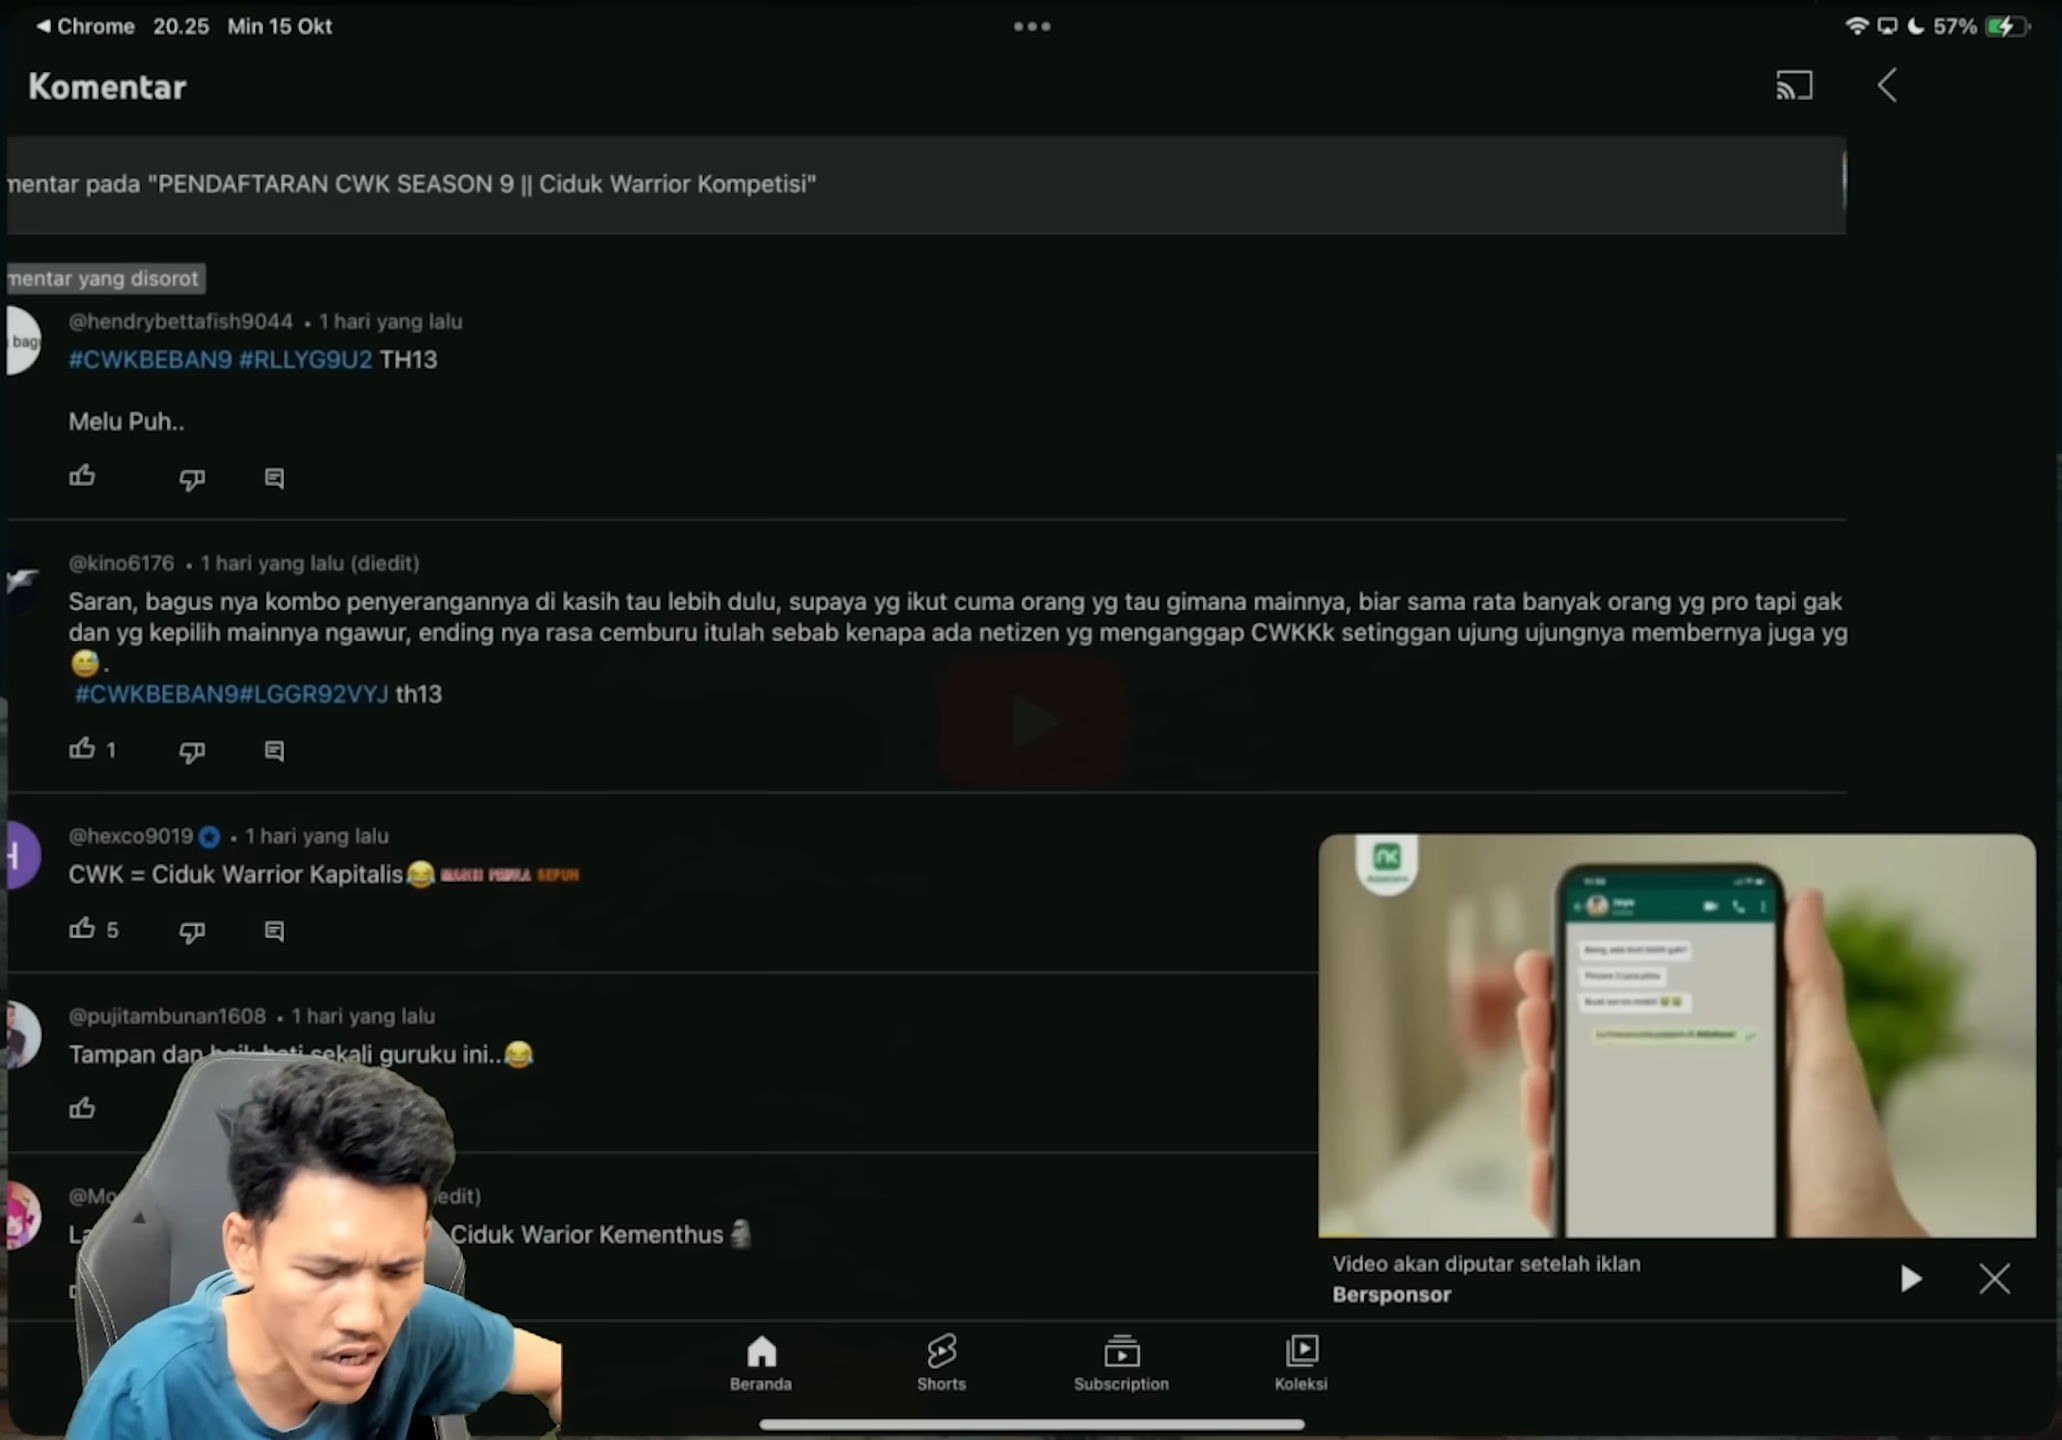 Chrome 20.25 Min 15 Okt
57%
Komentar
mentar pada "PENDAFTARAN CWK SEASON 9 || Ciduk Warrior Kompetisi"
mentar yang disorot
@hendrybettafish9044 • 1 hari yang lalu
#CWKBEBAN9 #RLLYG9U2 TH13
Melu Puh..
@kino6176 • 1 hari yang lalu (diedit)
Saran, bagus nya kombo penyerangannya di kasih tau lebih dulu, supaya yg ikut cuma orang yg tau gimana mainnya, biar sama rata banyak orang yg pro tapi gak
dan yg kepilih mainnya ngawur, ending nya rasa cemburu itulah sebab kenapa ada netizen yg menganggap CWKKk setinggan ujung ujungnya membernya juga yg
😅.
#CWKBEBAN9#LGGR92VYJ th13
1
@hexco9019 • 1 hari yang lalu
CWK = Ciduk Warrior Kapitalis😂 SEPUH
5
@pujitambunan1608 • 1 hari yang lalu
Tampan dan baik hati sekali guruku ini..😂
edit)
Ciduk Warior Kementhus 🗿
Video akan diputar setelah iklan
Bersponsor
Beranda Shorts Subscription Koleksi